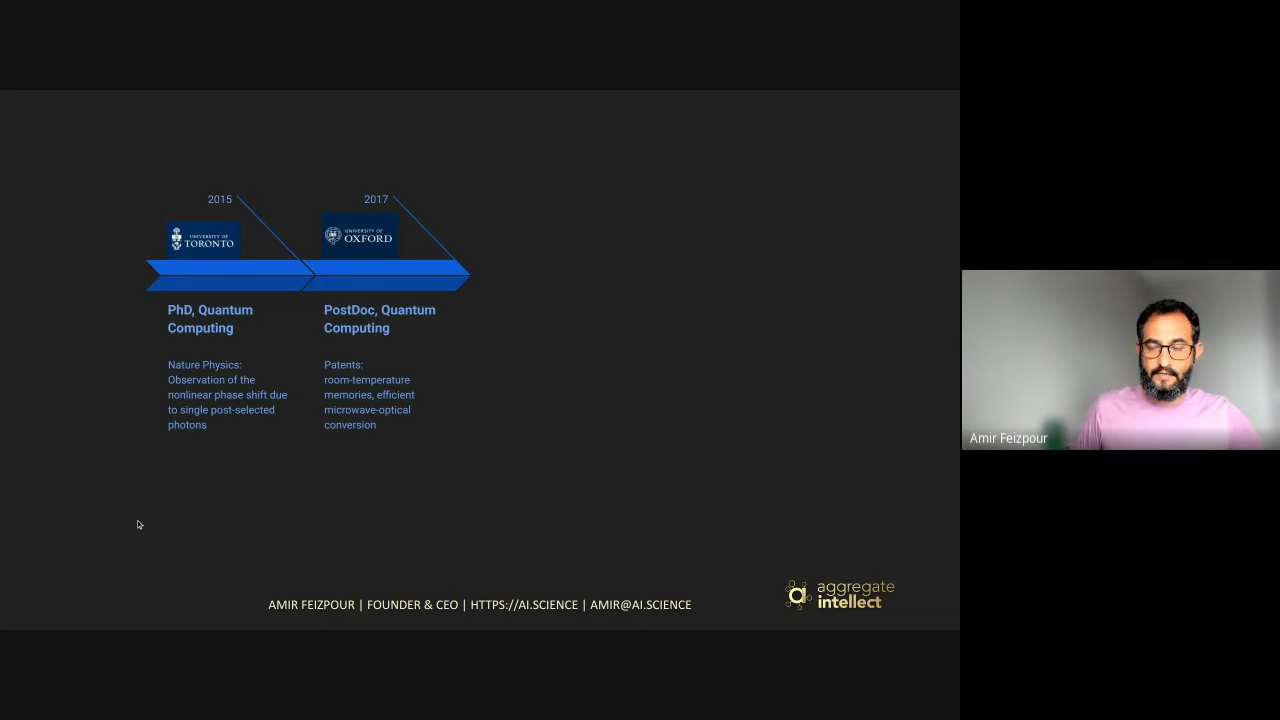 2015
2017
UNIVERSITY OF
TORONTO
UNIVERSITY OF
OXFORD
PhD, Quantum
Computing
PostDoc, Quantum
Computing
Nature Physics:
Observation of the
nonlinear phase shift due
to single post-selected
photons
Patents:
room-temperature
memories, efficient
microwave-optical
conversion
Amir Feizpour
AMIR FEIZPOUR | FOUNDER & CEO | HTTPS://AI.SCIENCE | AMIR@AI.SCIENCE
aggregate
intellect